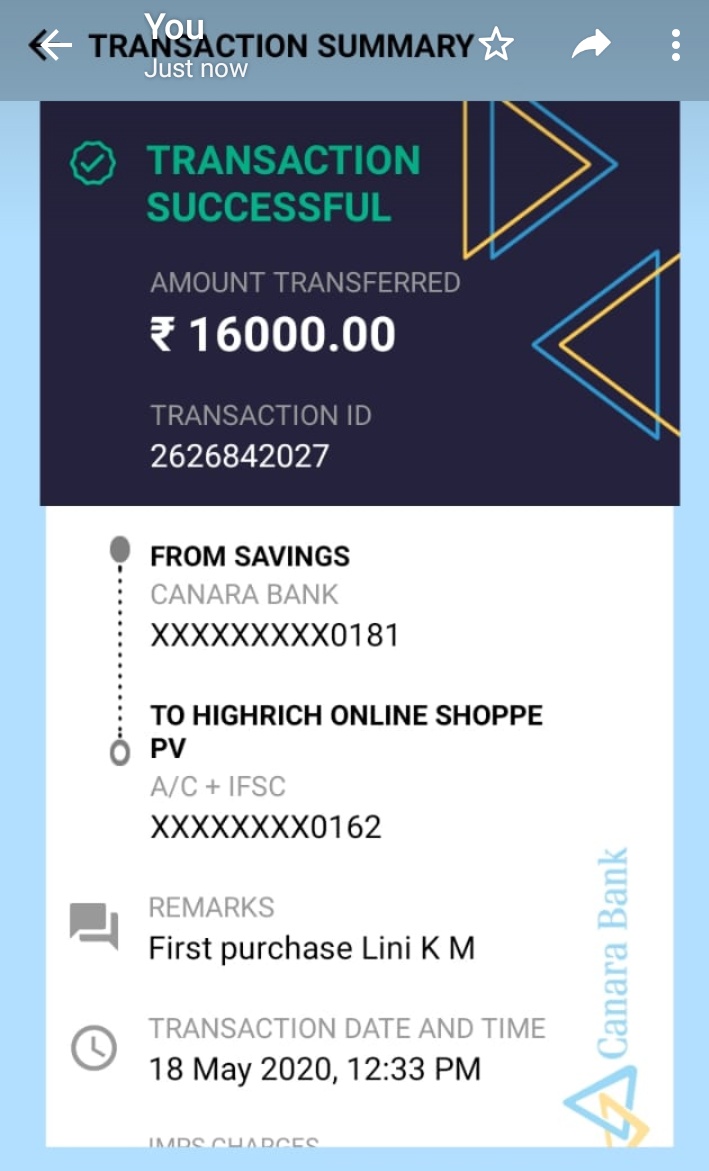 You
TRANSACTION SUMMARY
Just now
TRANSACTION
SUCCESSFUL
AMOUNT TRANSFERRED
₹ 16000.00
TRANSACTION ID
2626842027
FROM SAVINGS
CANARA BANK
XXXXXXXXX0181
TO HIGHRICH ONLINE SHOPPE
PV
A/C + IFSC
XXXXXXXX0162
REMARKS
First purchase Lini K M
TRANSACTION DATE AND TIME
18 May 2020, 12:33 PM
IMPS CHARGES
Canara Bank